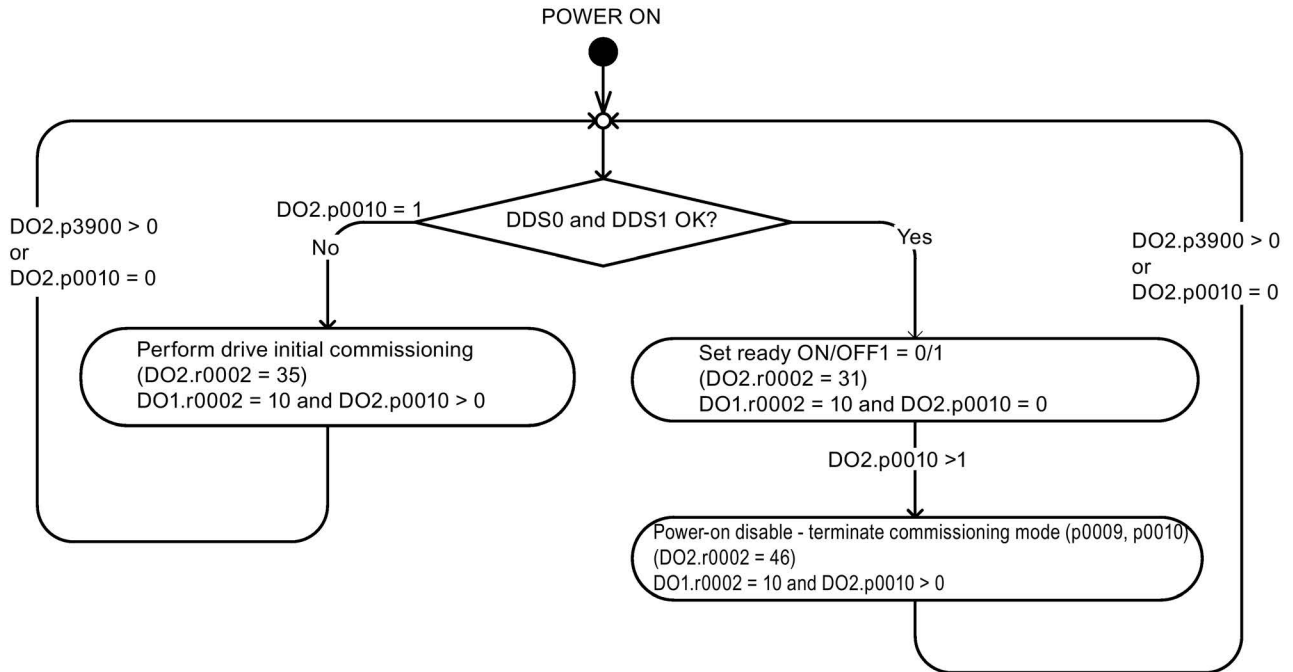 POWER ON
DO2.p0010 = 1
DDS0 and DDS1 OK?
No
Yes
DO2.p3900 > 0
or
DO2.p0010 = 0
DO2.p3900 > 0
or
DO2.p0010 = 0
Perform drive initial commissioning
(DO2.r0002 = 35)
DO1.r0002 = 10 and DO2.p0010 > 0
Set ready ON/OFF1 = 0/1
(DO2.r0002 = 31)
DO1.r0002 = 10 and DO2.p0010 = 0
DO2.p0010 >1
Power-on disable - terminate commissioning mode (p0009, p0010)
(DO2.r0002 = 46)
DO1.r0002 = 10 and DO2.p0010 > 0